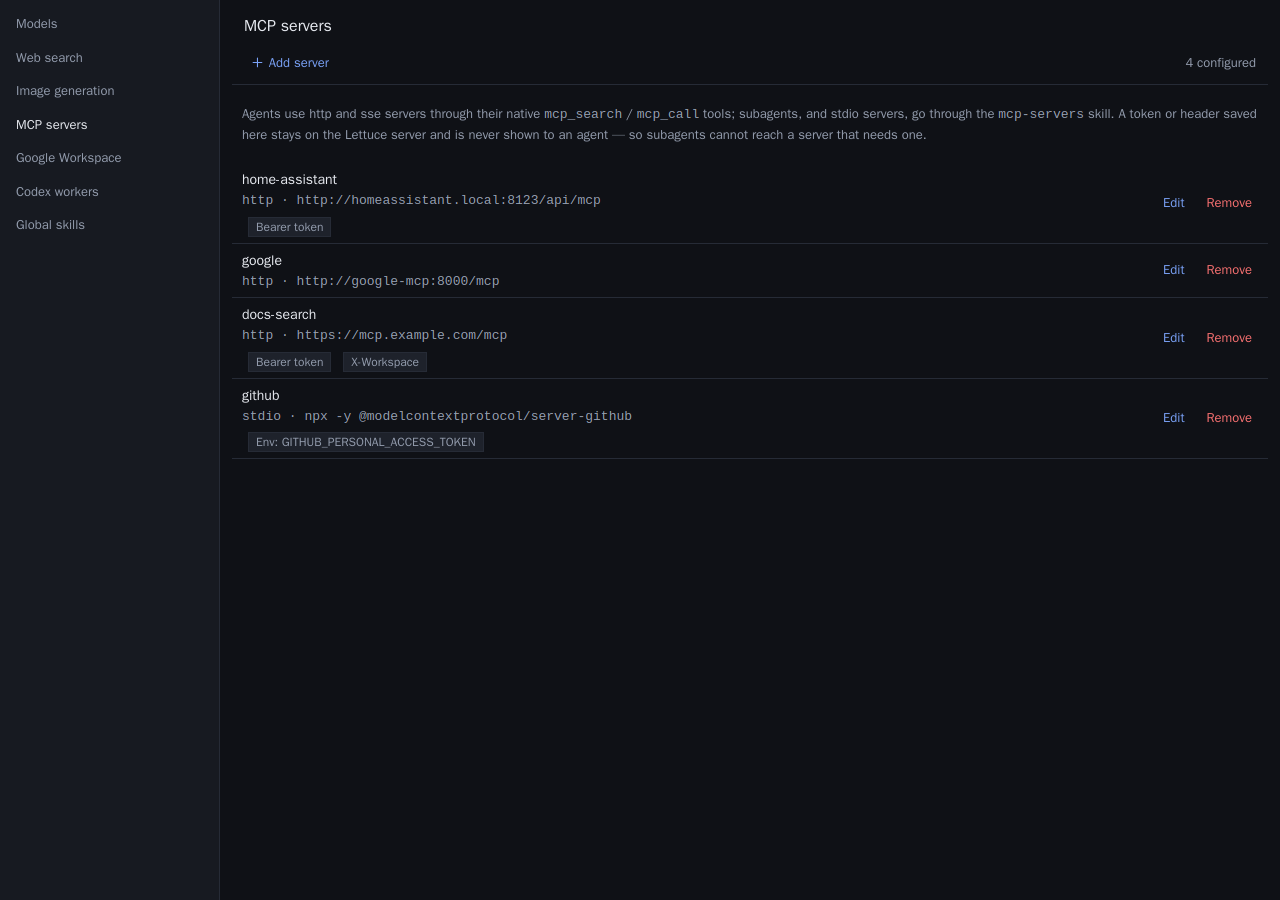 Models
Web search
Image generation
MCP servers
Google Workspace
Codex workers
Global skills
MCP servers
+ Add server
4 configured
Agents use http and sse servers through their native mcp_search / mcp_call tools; subagents, and stdio servers, go through the mcp-servers skill. A token or header saved
here stays on the Lettuce server and is never shown to an agent — so subagents cannot reach a server that needs one.
home-assistant
http · http://homeassistant.local:8123/api/mcp
Edit Remove
Bearer token
google
http · http://google-mcp:8000/mcp
Edit Remove
docs-search
http · https://mcp.example.com/mcp
Edit Remove
Bearer token X-Workspace
github
stdio · npx -y @modelcontextprotocol/server-github
Edit Remove
Env: GITHUB_PERSONAL_ACCESS_TOKEN